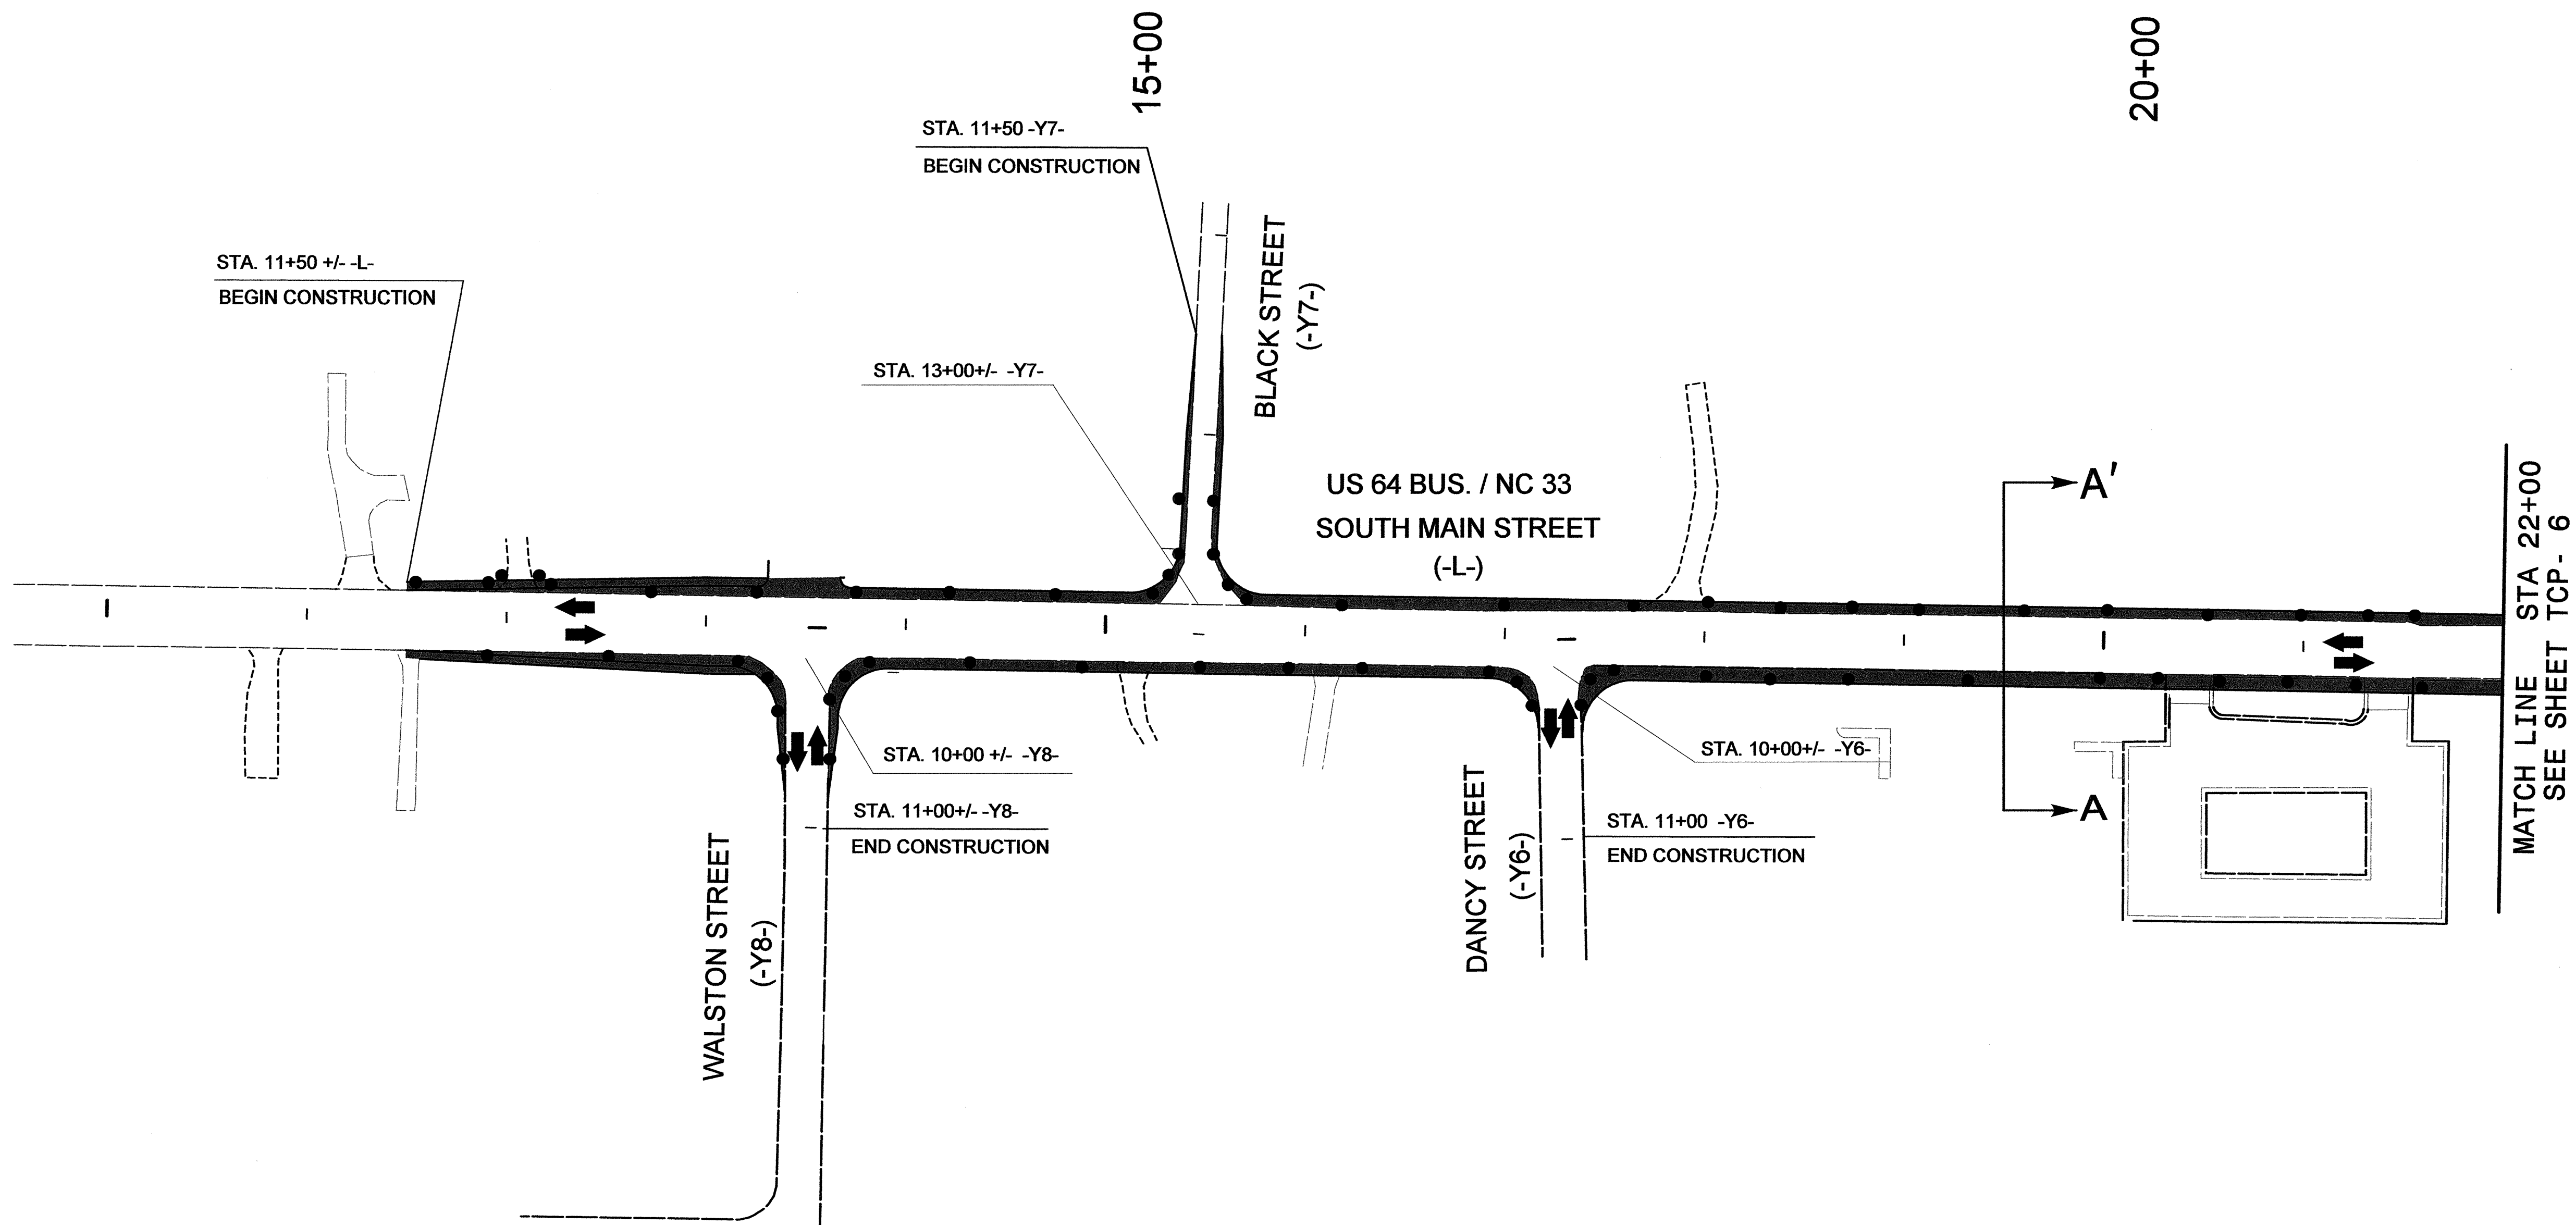 15+00
20+00
STA. 11+50 -Y7-
BEGIN CONSTRUCTION
STA. 11+50 +/- -L-
BEGIN CONSTRUCTION
BLACK STREET
(-Y7-)
STA. 13+00+/- -Y7-
US 64 BUS. / NC 33
SOUTH MAIN STREET
(-L-)
A'
A
MATCH LINE STA 22+00
SEE SHEET TCP- 6
STA. 10+00 +/- -Y8-
STA. 11+00+/- -Y8-
END CONSTRUCTION
WALSTON STREET
(-Y8-)
STA. 10+00+/- -Y6-
STA. 11+00 -Y6-
END CONSTRUCTION
DANCY STREET
(-Y6-)